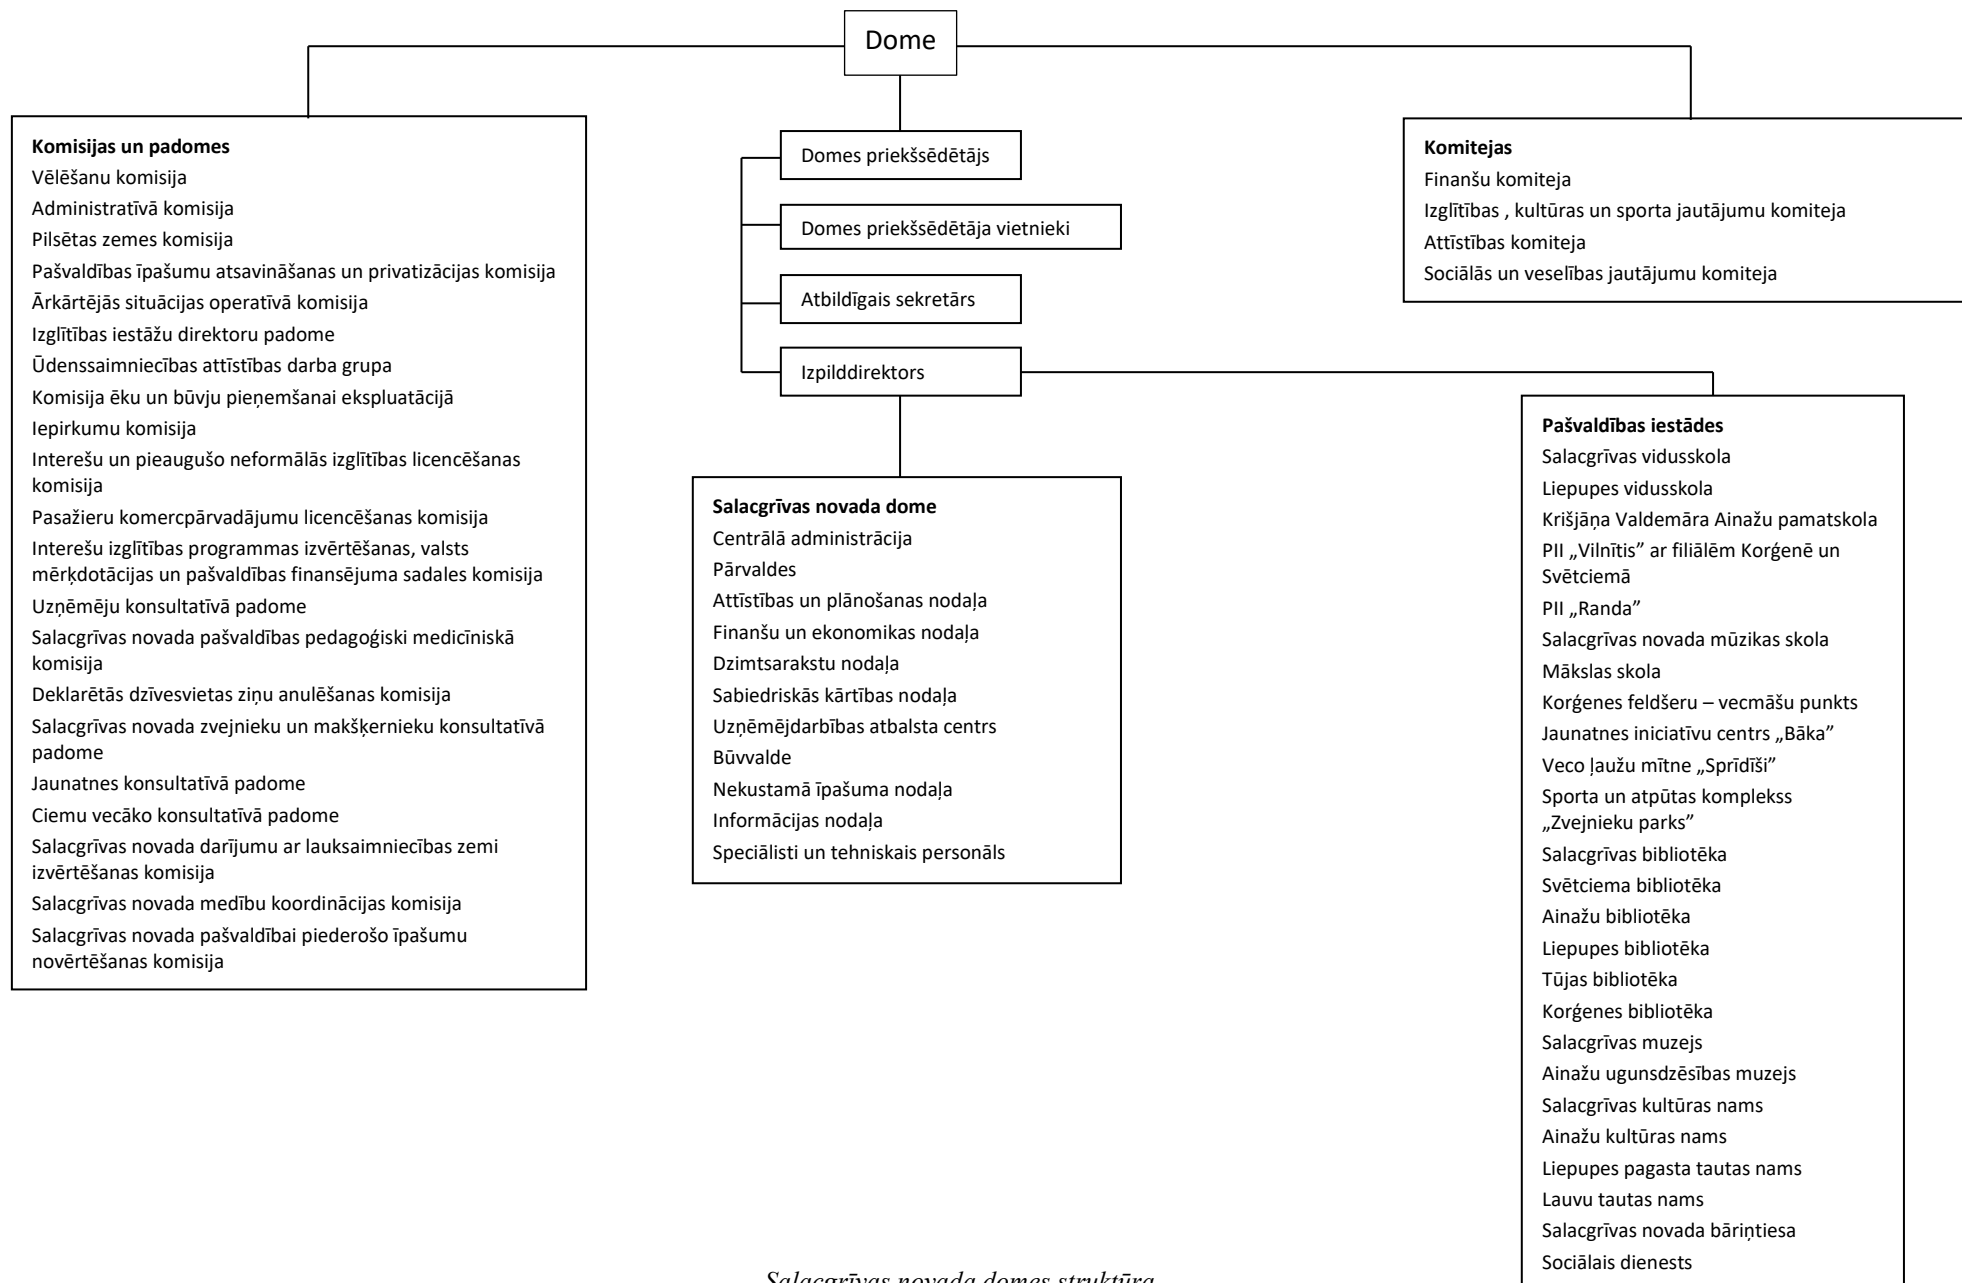 Dome
Komisijas un padomes
Vēlēšanu komisija
Administratīvā komisija
Pilsētas zemes komisija
Pašvaldības īpašumu atsavināšanas un privatizācijas komisija
Ārkārtējās situācijas operatīvā komisija
Izglītības iestāžu direktoru padome
Ūdenssaimniecības attīstības darba grupa
Komisija ēku un būvju pieņemšanai ekspluatācijā
Iepirkumu komisija
Interešu un pieaugušo neformālās izglītības licencēšanas
komisija
Pasažieru komercpārvadājumu licencēšanas komisija
Interešu izglītības programmas izvērtēšanas, valsts
mērķdotācijas un pašvaldības finansējuma sadales komisija
Uzņēmēju konsultatīvā padome
Salacgrīvas novada pašvaldības pedagoģiski medicīniskā
komisija
Deklarētās dzīvesvietas ziņu anulēšanas komisija
Salacgrīvas novada zvejnieku un makšķernieku konsultatīvā
padome
Jaunatnes konsultatīvā padome
Ciemu vecāko konsultatīvā padome
Salacgrīvas novada darījumu ar lauksaimniecības zemi
izvērtēšanas komisija
Salacgrīvas novada medību koordinācijas komisija
Salacgrīvas novada pašvaldībai piederošo īpašumu
novērtēšanas komisija
Domes priekšsēdētājs
Domes priekšsēdētāja vietnieki
Atbildīgais sekretārs
Izpilddirektors
Salacgrīvas novada dome
Centrālā administrācija
Pārvaldes
Attīstības un plānošanas nodaļa
Finanšu un ekonomikas nodaļa
Dzimtsarakstu nodaļa
Sabiedriskās kārtības nodaļa
Uzņēmējdarbības atbalsta centrs
Būvvalde
Nekustamā īpašuma nodaļa
Informācijas nodaļa
Speciālisti un tehniskais personāls
Komitejas
Finanšu komiteja
Izglītības , kultūras un sporta jautājumu komiteja
Attīstības komiteja
Sociālās un veselības jautājumu komiteja
Pašvaldības iestādes
Salacgrīvas vidusskola
Liepupes vidusskola
Krišjāņa Valdemāra Ainažu pamatskola
PII „Vilnītis” ar filiālēm Korģenē un
Svētciemā
PII „Randa”
Salacgrīvas novada mūzikas skola
Mākslas skola
Korģenes feldšeru – vecmāšu punkts
Jaunatnes iniciatīvu centrs „Bāka”
Veco ļaužu mītne „Sprīdīši”
Sporta un atpūtas komplekss
„Zvejnieku parks”
Salacgrīvas bibliotēka
Svētciema bibliotēka
Ainažu bibliotēka
Liepupes bibliotēka
Tūjas bibliotēka
Korģenes bibliotēka
Salacgrīvas muzejs
Ainažu ugunsdzēsības muzejs
Salacgrīvas kultūras nams
Ainažu kultūras nams
Liepupes pagasta tautas nams
Lauvu tautas nams
Salacgrīvas novada bāriņtiesa
Sociālais dienests
Salacgrīvas novada domes struktūra